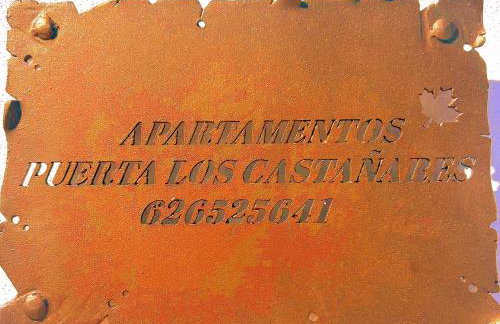 APARTAMENTOS
PUERTA LOS CASTAÑARES
626525641